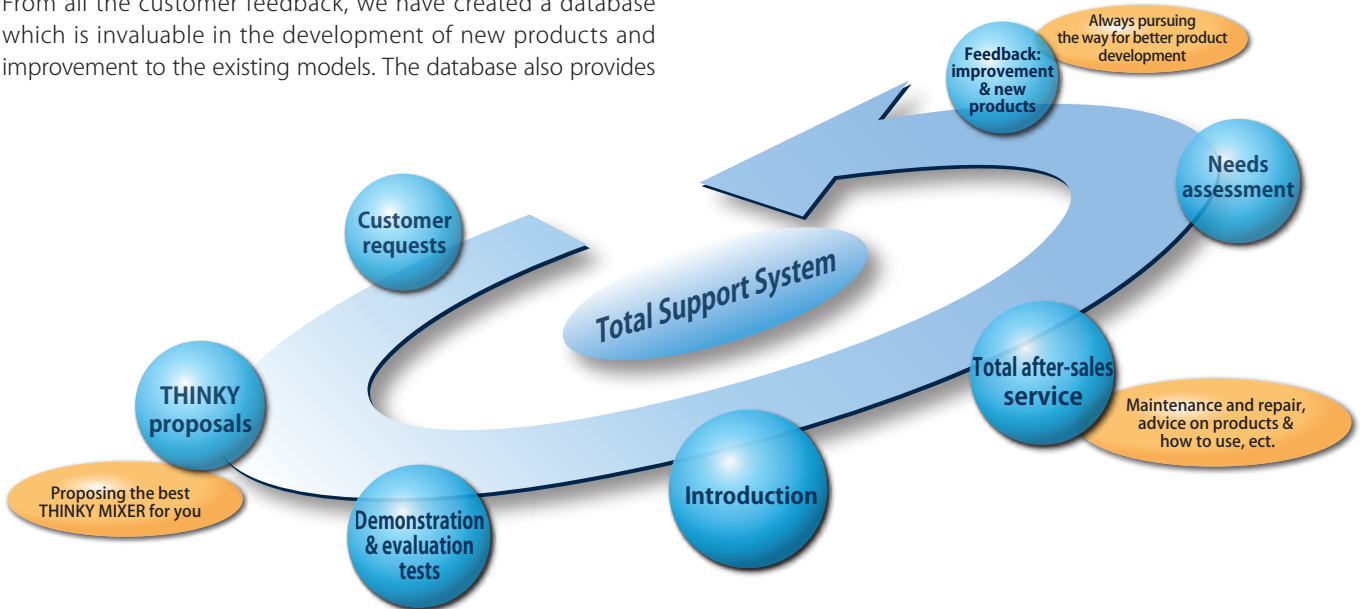 From all the customer feedback, we have created a database
which is invaluable in the development of new products and
improvement to the existing models. The database also provides
Always pursuing
the way for better product
development
Feedback:
improvement
& new
products
Needs
assessment
Customer
requests
Total Support System
Total after-sales
service
Maintenance and repair,
advice on products &
how to use, ect.
THINKY
proposals
Proposing the best
THINKY MIXER for you
Introduction
Demonstration
& evaluation
tests